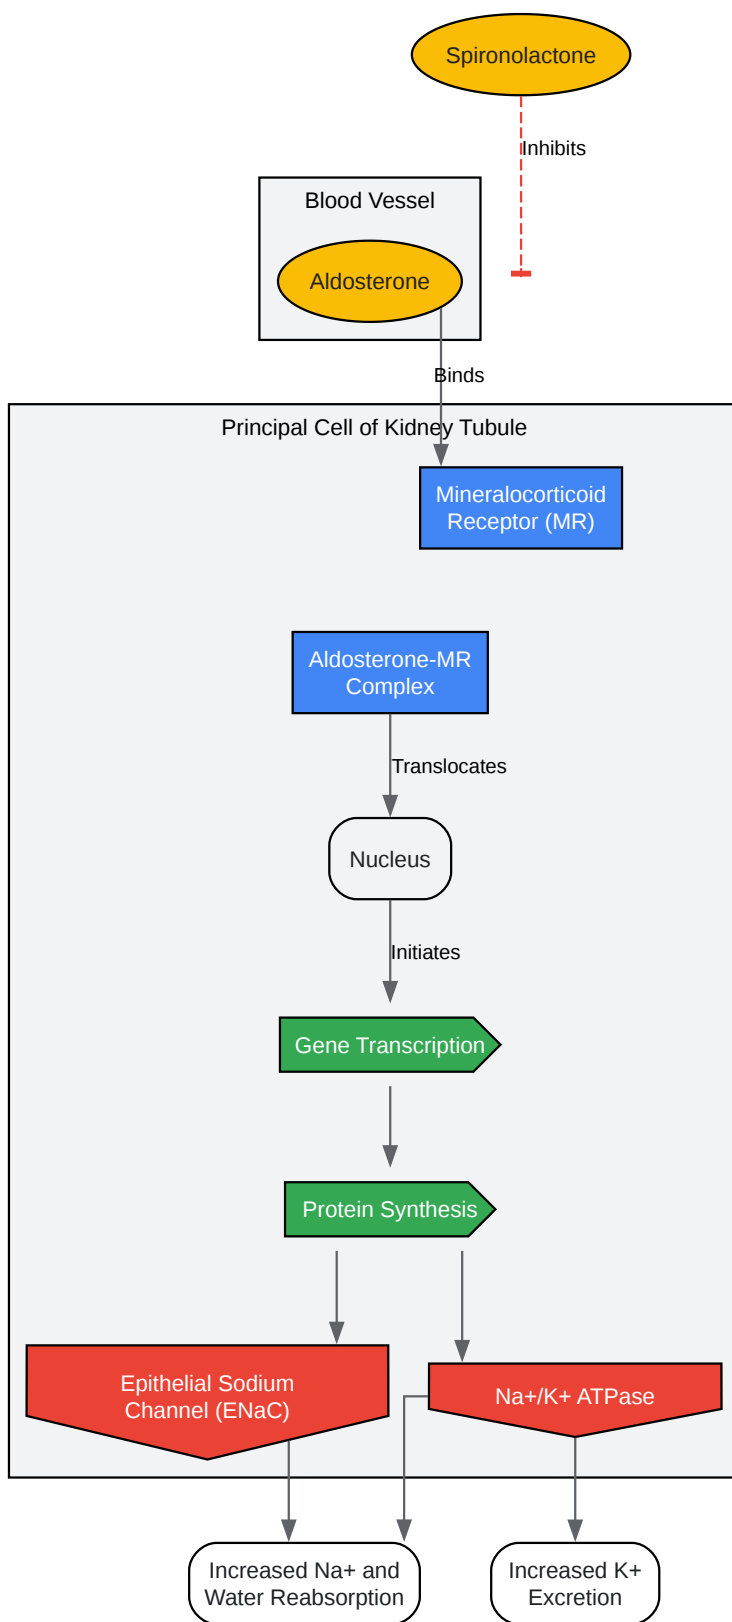 Spironolactone
Inhibits
Blood Vessel
Aldosterone
Binds
Principal Cell of Kidney Tubule
Mineralocorticoid
Receptor (MR)
Aldosterone-MR
Complex
Translocates
Nucleus
Initiates
Gene Transcription
Protein Synthesis
Epithelial Sodium
Channel (ENaC)
Na+/K+ ATPase
Increased Na+ and
Water Reabsorption
Increased K+
Excretion